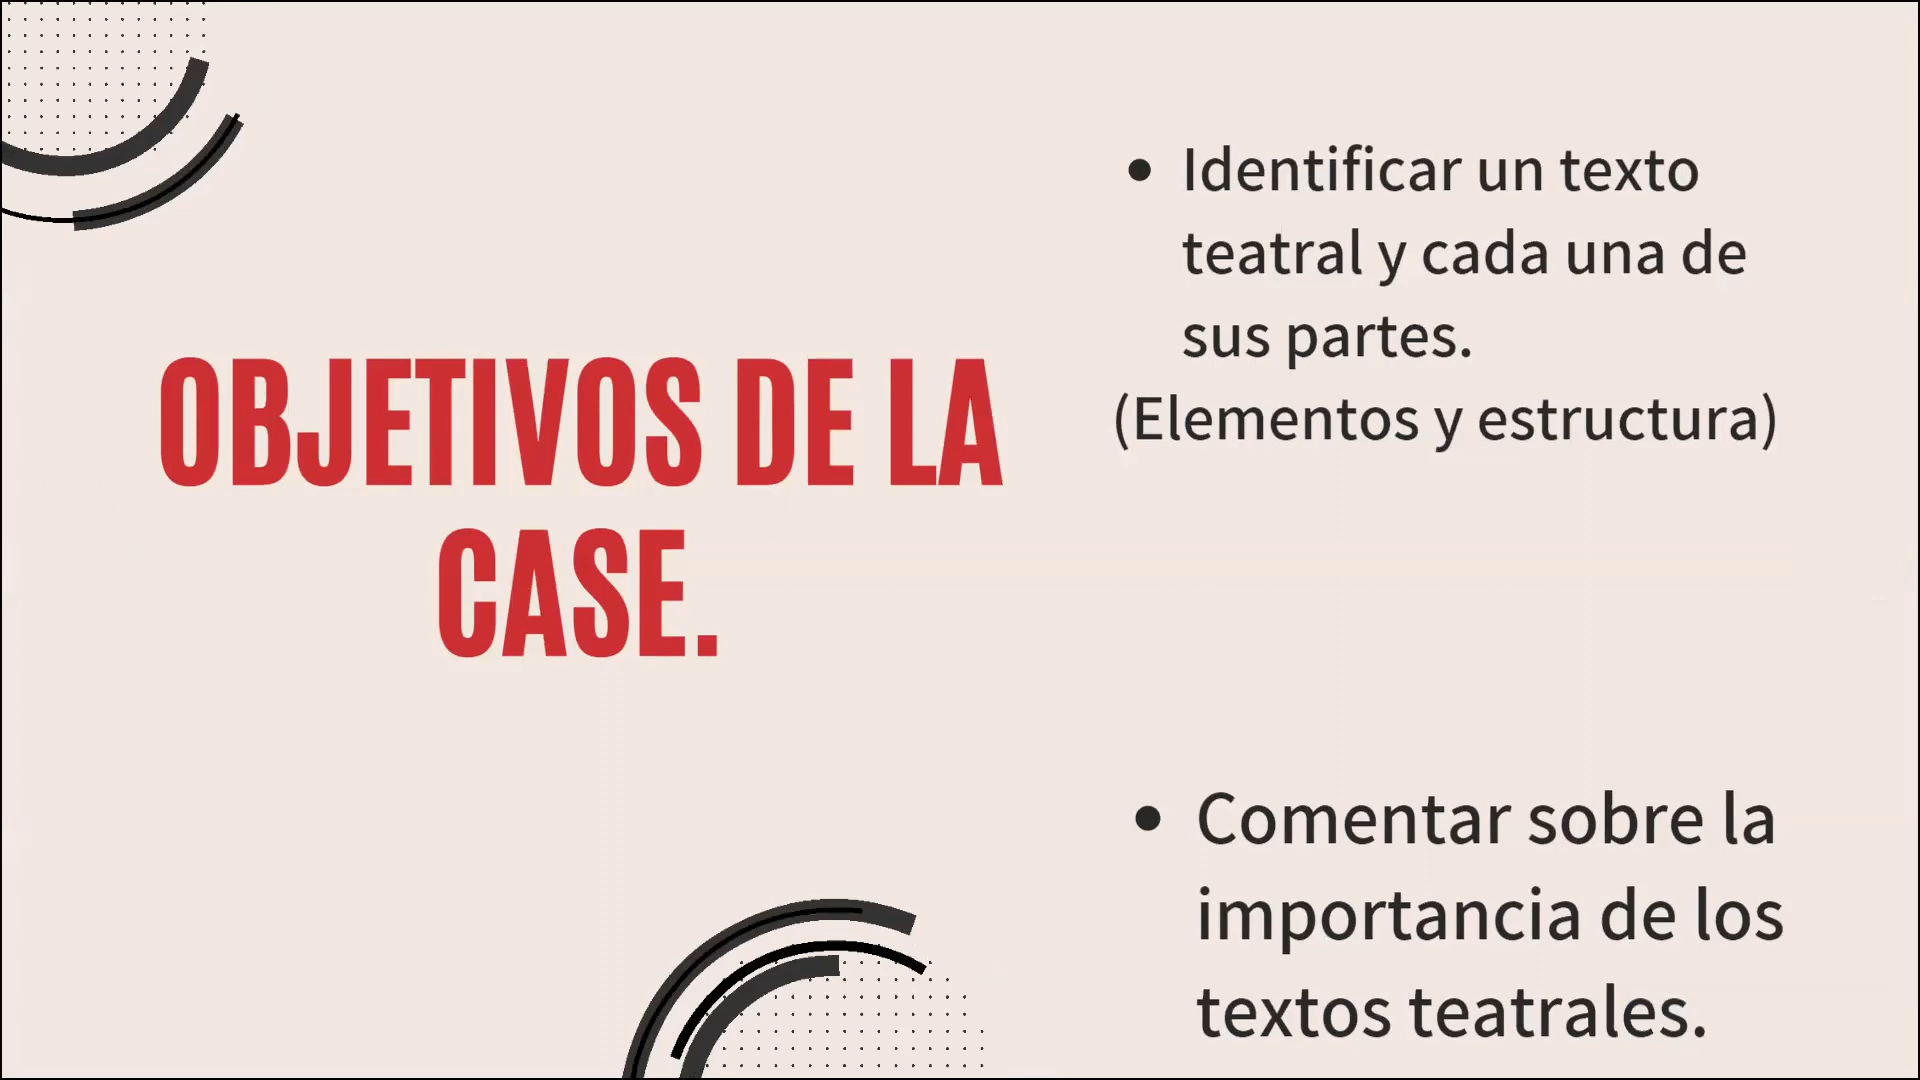 OBJETIVOS DE LA
CASE.
• Identificar un texto
teatral y cada una de
sus partes.
(Elementos y estructura)
• Comentar sobre la
importancia de los
textos teatrales.